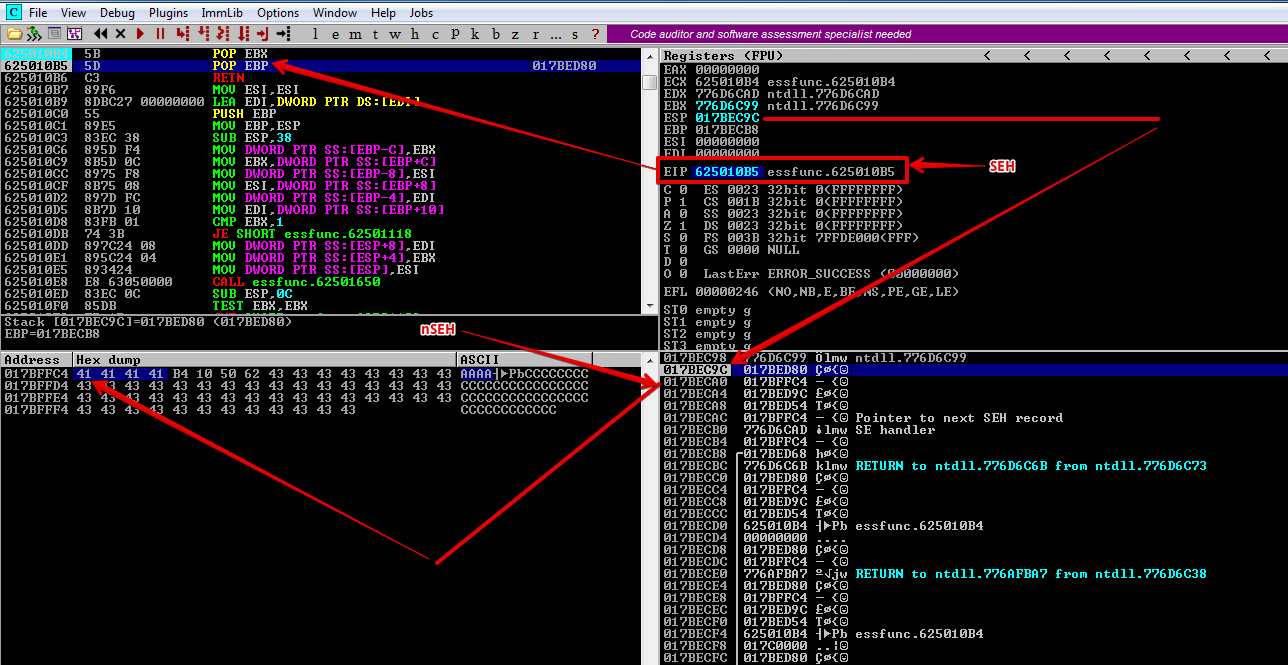 C File View Debug Plugins ImmLib Options Window Help Jobs
l e m t w h c p k b z r ... s ? Code auditor and software assessment specialist needed
625010B4 5B POP EBX
625010B5 5D POP EBP 017BED80
625010B6 C3 RETN
625010B7 89F6 MOV ESI,ESI
625010B9 8DBC27 00000000 LEA EDI,DWORD PTR DS:[EDI]
625010C0 55 PUSH EBP
625010C1 89E5 MOV EBP,ESP
625010C3 83EC 38 SUB ESP,38
625010C6 895D F4 MOV DWORD PTR SS:[EBP-C],EBX
625010C9 8B5D 0C MOV EBX,DWORD PTR SS:[EBP+C]
625010CC 8975 F8 MOV DWORD PTR SS:[EBP-8],ESI
625010CF 8B75 08 MOV ESI,DWORD PTR SS:[EBP+8]
625010D2 897D FC MOV DWORD PTR SS:[EBP-4],EDI
625010D5 8B7D 10 MOV EDI,DWORD PTR SS:[EBP+10]
625010D8 83FB 01 CMP EBX,1
625010DB 74 3B JE SHORT essfunc.62501118
625010DD 897C24 08 MOV DWORD PTR SS:[ESP+8],EDI
625010E1 895C24 04 MOV DWORD PTR SS:[ESP+4],EBX
625010E5 893424 MOV DWORD PTR SS:[ESP],ESI
625010E8 E8 63050000 CALL essfunc.62501650
625010ED 83EC 0C SUB ESP,0C
625010F0 85DB TEST EBX,EBX
Stack [017BEC9C]=017BED80 (017BED80)
EBP=017BECB8
Registers (FPU) < < < < < < < <
EAX 00000000
ECX 625010B4 essfunc.625010B4
EDX 776D6CAD ntdll.776D6CAD
EBX 776D6C99 ntdll.776D6C99
ESP 017BEC9C
EBP 017BECB8
ESI 00000000
EDI 00000000
EIP 625010B5 essfunc.625010B5
SEH
C 0 ES 0023 32bit 0(FFFFFFFF)
P 1 CS 001B 32bit 0(FFFFFFFF)
A 0 SS 0023 32bit 0(FFFFFFFF)
Z 1 DS 0023 32bit 0(FFFFFFFF)
S 0 FS 003B 32bit 7FFDE000(FFF)
T 0 GS 0000 NULL
D 0
O 0 LastErr ERROR_SUCCESS (00000000)
EFL 00000246 (NO,NB,E,BE,NS,PE,GE,LE)
ST0 empty g
ST1 empty g
ST2 empty g
ST3 empty g
nSEH
Address Hex dump ASCII
017BFFC4 41 41 41 41 B4 10 50 62 43 43 43 43 43 43 43 43 AAAA┤►PbCCCCCCCC
017BFFD4 43 43 43 43 43 43 43 43 43 43 43 43 43 43 43 43 CCCCCCCCCCCCCCCC
017BFFE4 43 43 43 43 43 43 43 43 43 43 43 43 43 43 43 43 CCCCCCCCCCCCCCCC
017BFFF4 43 43 43 43 43 43 43 43 43 43 43 43 CCCCCCCCCCCC
017BEC98 776D6C99 Ölmw ntdll.776D6C99
017BEC9C 017BED80 Çø{☺
017BECA0 017BFFC4 ─ {☺
017BECA4 017BED9C £ø{☺
017BECA8 017BED54 Tø{☺
017BECAC 017BFFC4 ─ {☺ Pointer to next SEH record
017BECB0 776D6CAD ¡lmw SE handler
017BECB4 017BFFC4 ─ {☺
017BECB8 017BED68 hø{☺
017BECBC 776D6C6B klmw RETURN to ntdll.776D6C6B from ntdll.776D6C73
017BECC0 017BED80 Çø{☺
017BECC4 017BFFC4 ─ {☺
017BECC8 017BED9C £ø{☺
017BECCC 017BED54 Tø{☺
017BECD0 625010B4 ┤►Pb essfunc.625010B4
017BECD4 00000000 ....
017BECD8 017BED80 Çø{☺
017BECDC 017BFFC4 ─ {☺
017BECE0 776AFBA7 º√jw RETURN to ntdll.776AFBA7 from ntdll.776D6C38
017BECE4 017BED80 Çø{☺
017BECE8 017BFFC4 ─ {☺
017BECEC 017BED9C £ø{☺
017BECF0 017BED54 Tø{☺
017BECF4 625010B4 ┤►Pb essfunc.625010B4
017BECF8 017C0000 ..¦☺
017BECFC 017BED80 Çø{☺